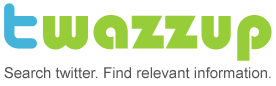 twazzup
Search twitter. Find relevant information.